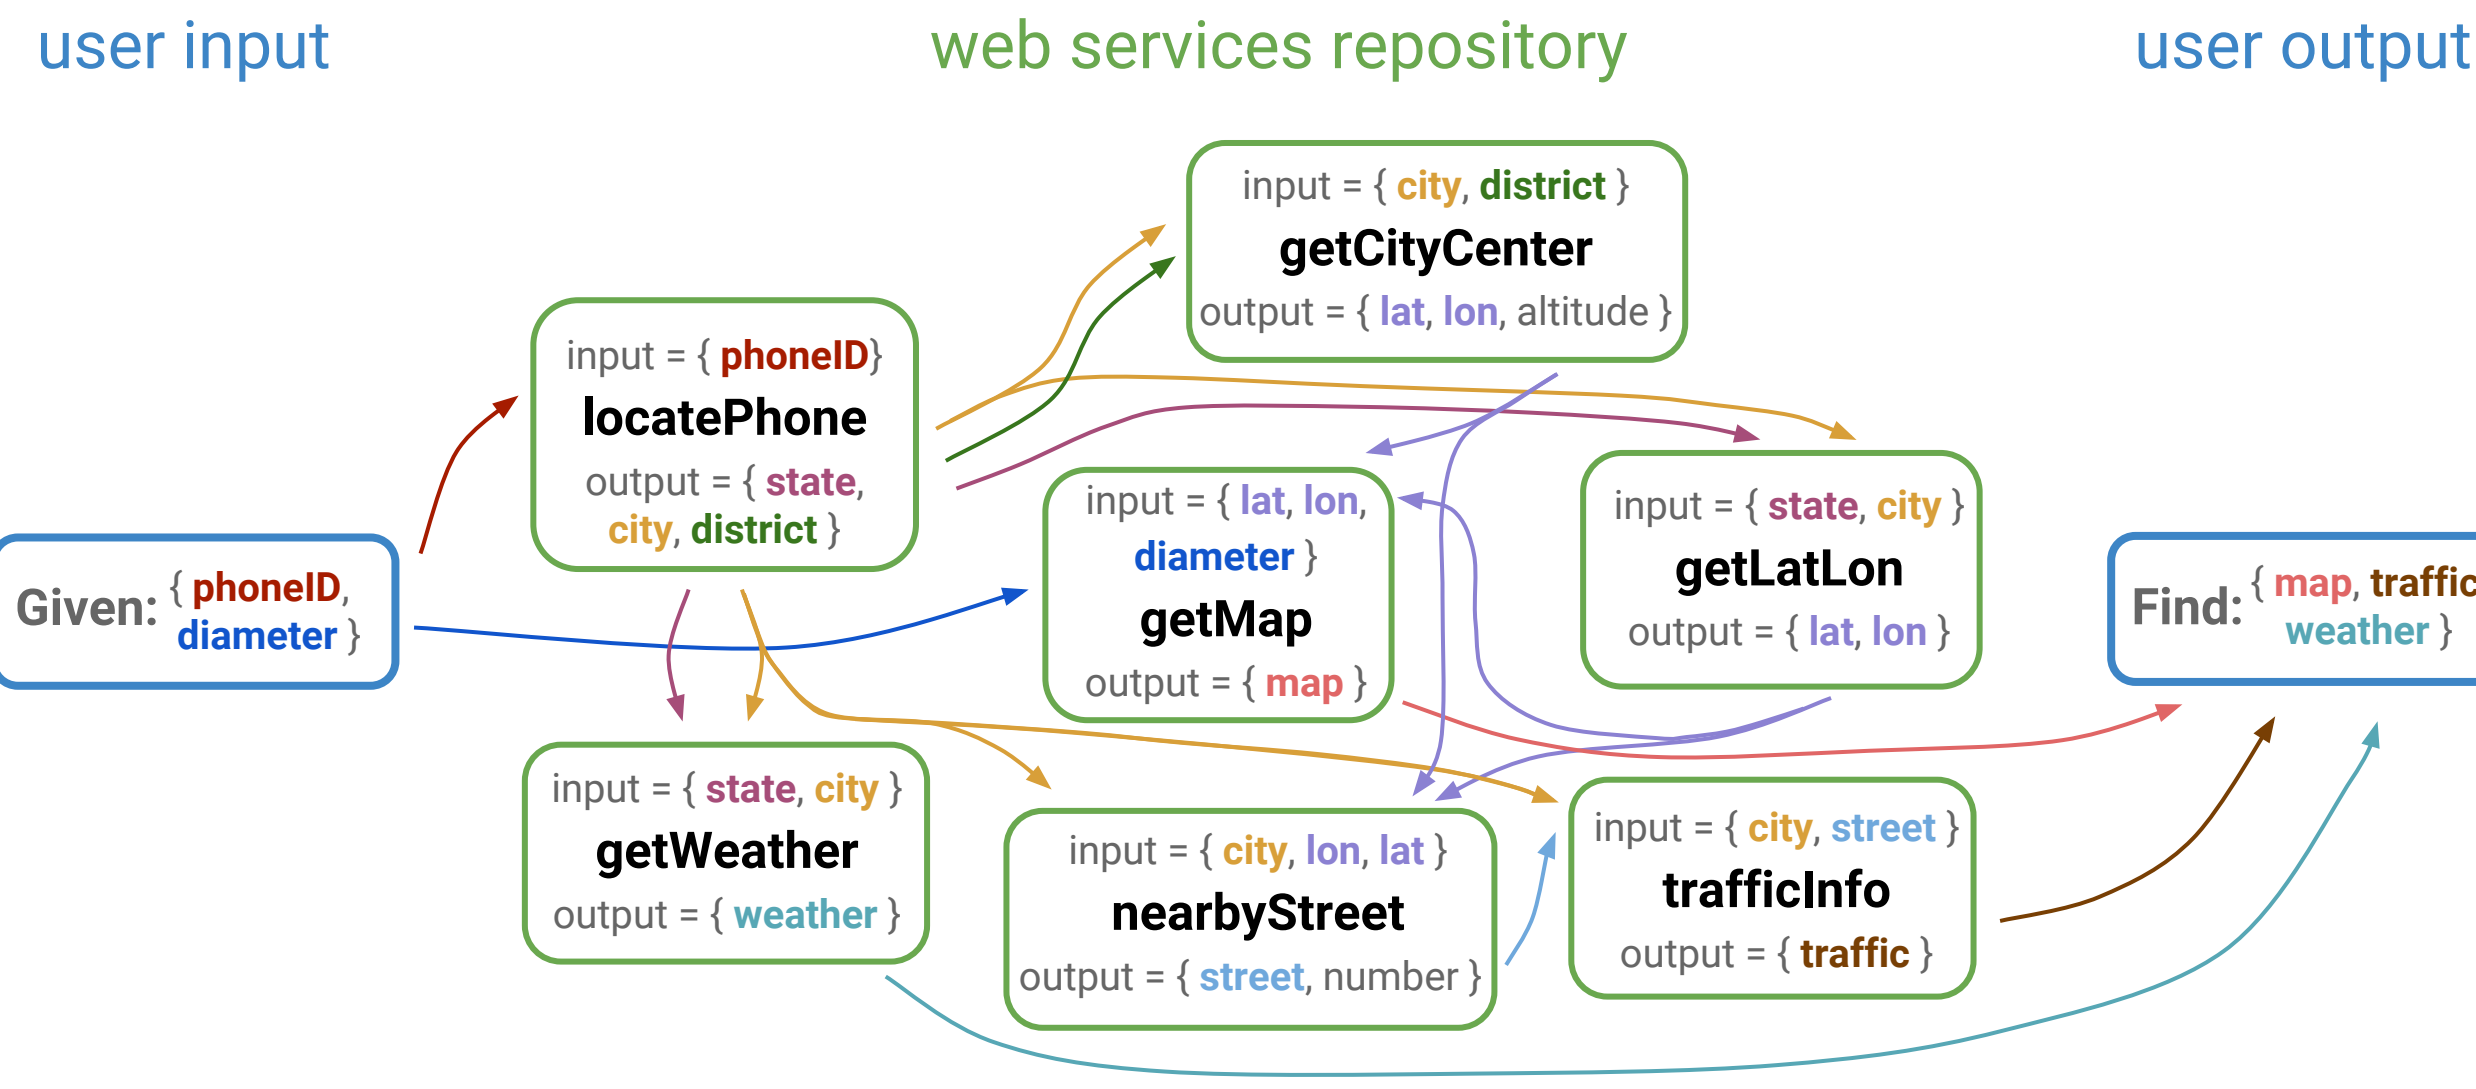 user input
web services repository
user output
input = { city, district }
getCityCenter
output = { lat, lon, altitude }
input = { phoneID}
locatePhone
output = { state,
city, district }
input = { lat, lon,
diameter }
getMap
output = { map }
input = { state, city }
getLatLon
output = { lat, lon }
Given: { phoneID,
diameter }
Find: { map, traffic
weather }
input = { state, city }
getWeather
output = { weather }
input = { city, lon, lat }
nearbyStreet
output = { street, number }
input = { city, street }
trafficInfo
output = { traffic }